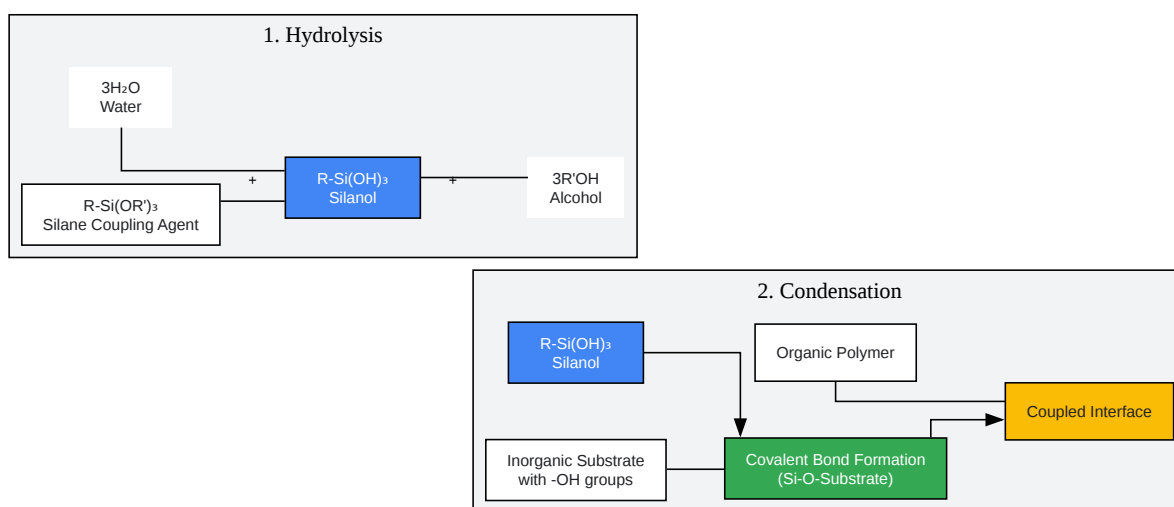 1. Hydrolysis
3H₂O
Water
+
R-Si(OR')₃
Silane Coupling Agent
R-Si(OH)₃
Silanol
+
3R'OH
Alcohol
2. Condensation
R-Si(OH)₃
Silanol
Organic Polymer
Coupled Interface
Inorganic Substrate
with -OH groups
Covalent Bond Formation
(Si-O-Substrate)